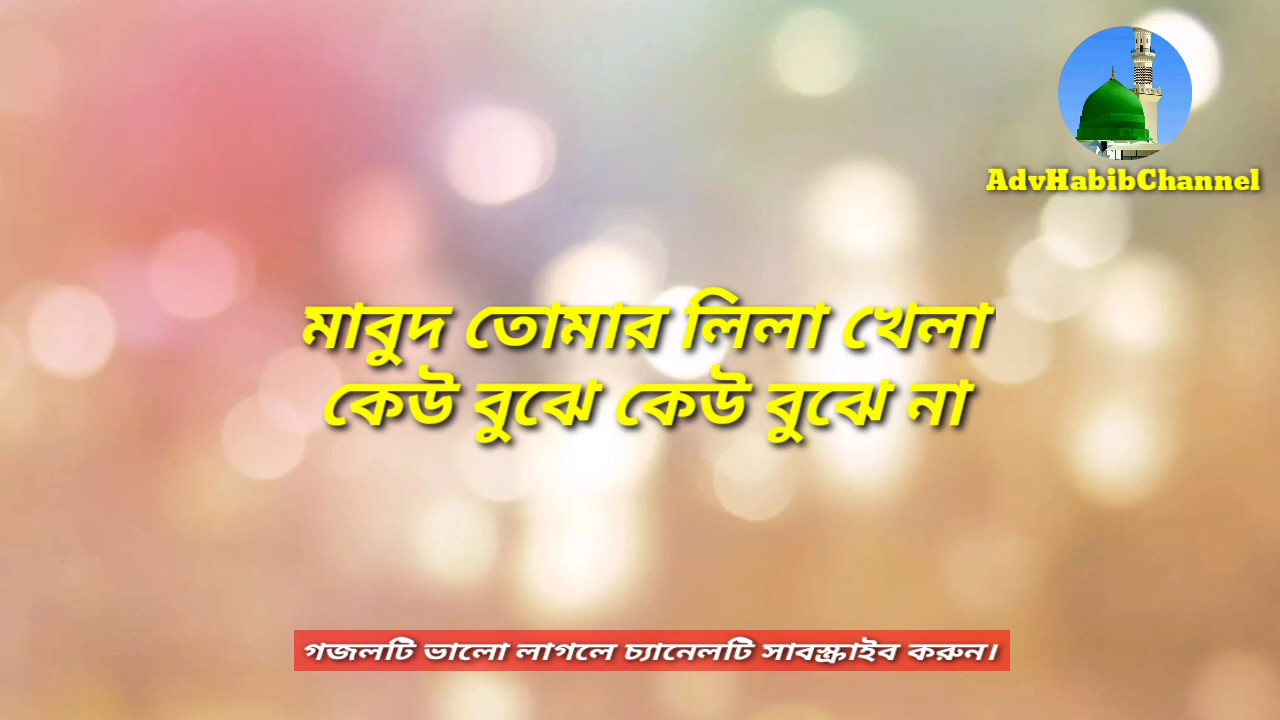 AdvHabibChannel
মাবুদ তোমার লিলা খেলা
কেউ বুঝে কেউ বুঝে না
গজলটি ভালো লাগলে চ্যানেলটি সাবস্ক্রাইব করুন।